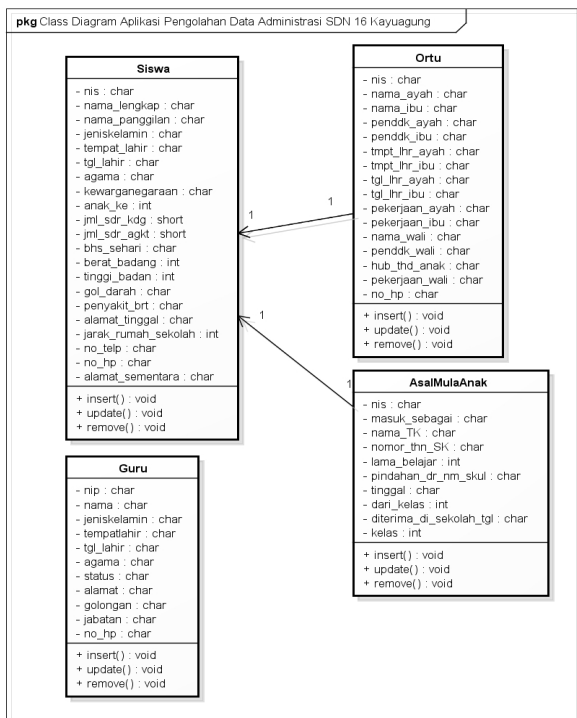 pkg Class Diagram Aplikasi Pengolahan Data Administrasi SDN 16 Kayuagung
Siswa
- nis : char
- nama_lengkap : char
- nama_panggilan : char
- jeniskelamin : char
- tempat_lahir : char
- tgl_lahir : char
- agama : char
- kewarganegaraan : char
- anak_ke : int
- jml_sdr_kdg : short
- jml_sdr_agkt : short
- bhs_sehari : char
- berat_badang : int
- tinggi_badan : int
- gol_darah : char
- penyakit_brt : char
- alamat_tinggal : char
- jarak_rumah_sekolah : int
- no_telp : char
- no_hp : char
- alamat_sementara : char
+ insert() : void
+ update() : void
+ remove() : void
Ortu
- nis : char
- nama_ayah : char
- nama_ibu : char
- penddk_ayah : char
- penddk_ibu : char
- tmpt_lhr_ayah : char
- tmpt_lhr_ibu : char
- tgl_lhr_ayah : char
- tgl_lhr_ibu : char
- pekerjaan_ayah : char
- pekerjaan_ibu : char
- nama_wali : char
- penddk_wali : char
- hub_thd_anak : char
- pekerjaan_wali : char
- no_hp : char
+ insert() : void
+ update() : void
+ remove() : void
1
1
1
1
AsalMulaAnak
- nis : char
- masuk_sebagai : char
- nama_TK : char
- nomor_thn_SK : char
- lama_belajar : int
- pindahan_dr_nm_skul : char
- tinggal : char
- dari_kelas : int
- diterima_di_sekolah_tgl : char
- kelas : int
+ insert() : void
+ update() : void
+ remove() : void
Guru
- nip : char
- nama : char
- jeniskelamin : char
- tempatlahir : char
- tgl_lahir : char
- agama : char
- status : char
- alamat : char
- golongan : char
- jabatan : char
- no_hp : char
+ insert() : void
+ update() : void
+ remove() : void